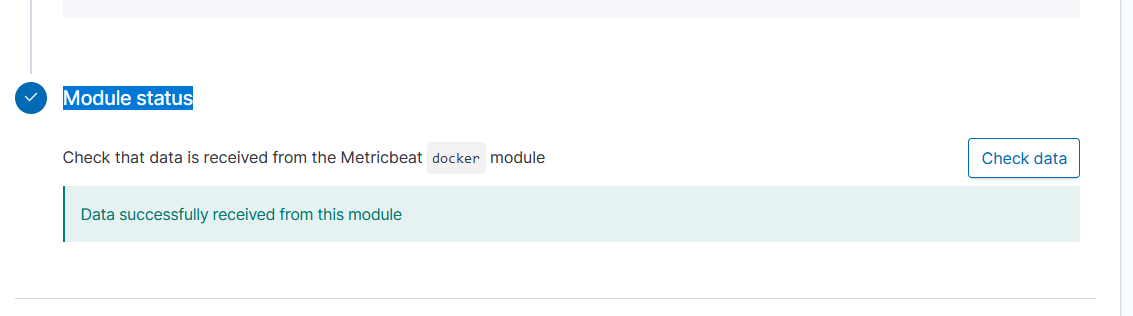 Module status
Check that data is received from the Metricbeat docker module
Check data
Data successfully received from this module